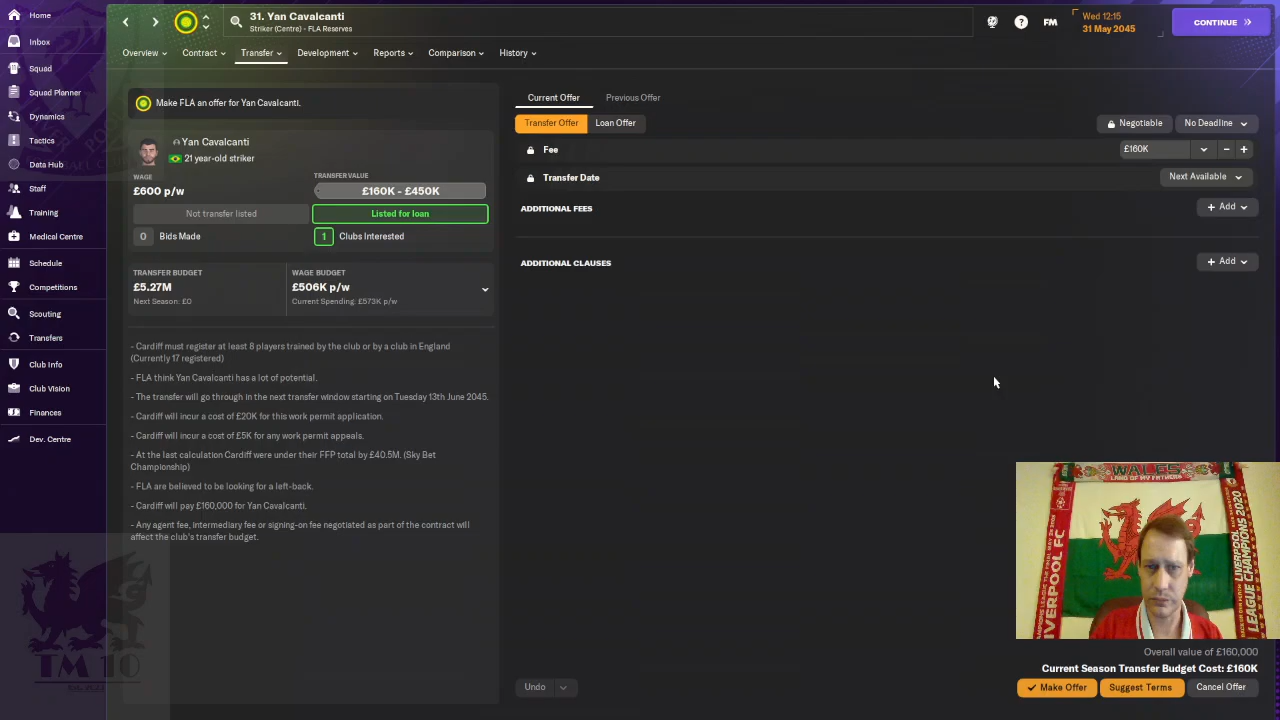 31. Yan Cavalcanti
Striker (Centre) - FLA Reserves
FM
Wed 12:15
31 May 2045
CONTINUE
Home
Inbox
Squad
Squad Planner
Dynamics
Tactics
Data Hub
Staff
Training
Medical Centre
Schedule
Competitions
Scouting
Transfers
Club Info
Club Vision
Finances
Dev. Centre
Overview
Contract
Transfer
Development
Reports
Comparison
History
Make FLA an offer for Yan Cavalcanti.
Yan Cavalcanti
21 year-old striker
WAGE
£600 p/w
TRANSFER VALUE
£160K - £450K
Not transfer listed
Listed for loan
0 Bids Made
1 Clubs Interested
TRANSFER BUDGET
£5.27M
Next Season: £0
WAGE BUDGET
£506K p/w
Current Spending: £573K p/w
- Cardiff must register at least 8 players trained by the club or by a club in England
(Currently 17 registered)
- FLA think Yan Cavalcanti has a lot of potential.
- The transfer will go through in the next transfer window starting on Tuesday 13th June 2045.
- Cardiff will incur a cost of £20K for this work permit application.
- Cardiff will incur a cost of £5K for any work permit appeals.
- At the last calculation Cardiff were under their FFP total by £40.5M. (Sky Bet
Championship)
- FLA are believed to be looking for a left-back.
- Cardiff will pay £160,000 for Yan Cavalcanti.
- Any agent fee, intermediary fee or signing-on fee negotiated as part of the contract will
affect the club's transfer budget.
Current Offer
Previous Offer
Transfer Offer
Loan Offer
Negotiable
No Deadline
Fee
£160K
Transfer Date
Next Available
ADDITIONAL FEES
+ Add
ADDITIONAL CLAUSES
+ Add
WALES
LAND OF MY FATHERS
LIVERPOOL FC
LIVERPOOL
LEAGUE CHAMPIONS 2020
TM 10
Undo
Overall value of £160,000
Current Season Transfer Budget Cost: £160K
Make Offer
Suggest Terms
Cancel Offer